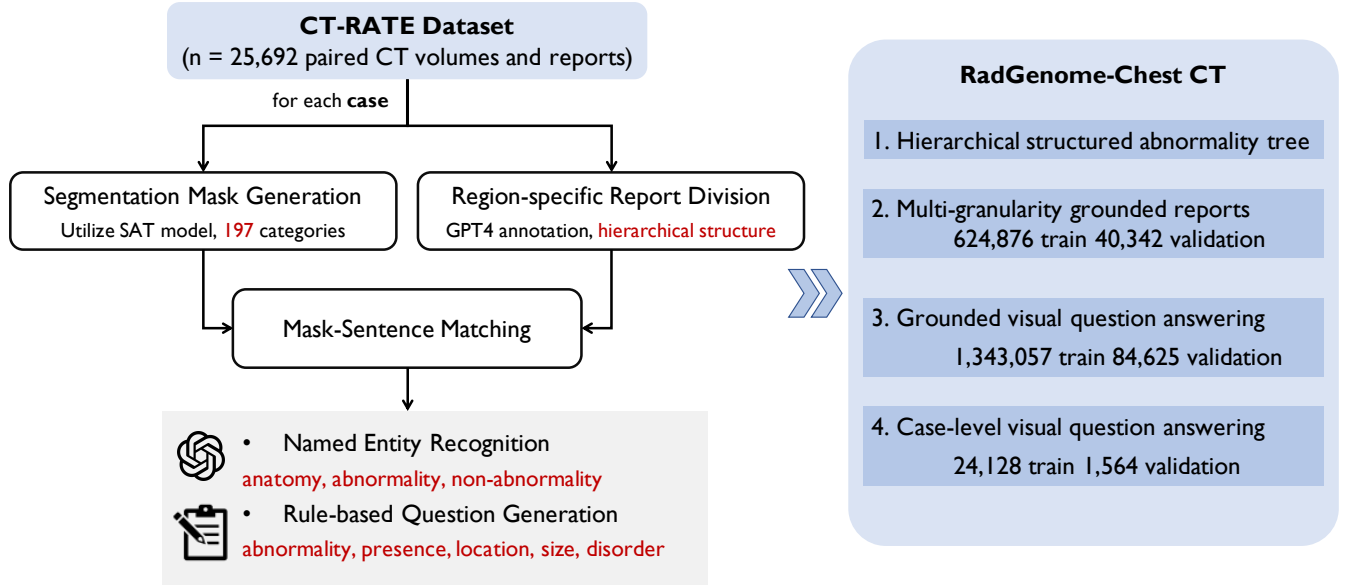 CT-RATE Dataset
(n = 25,692 paired CT volumes and reports)
for each case
Segmentation Mask Generation
Utilize SAT model, 197 categories
Region-specific Report Division
GPT4 annotation, hierarchical structure
Mask-Sentence Matching
• Named Entity Recognition
anatomy, abnormality, non-abnormality
• Rule-based Question Generation
abnormality, presence, location, size, disorder
RadGenome-Chest CT
1. Hierarchical structured abnormality tree
2. Multi-granularity grounded reports
624,876 train 40,342 validation
3. Grounded visual question answering
1,343,057 train 84,625 validation
4. Case-level visual question answering
24,128 train 1,564 validation